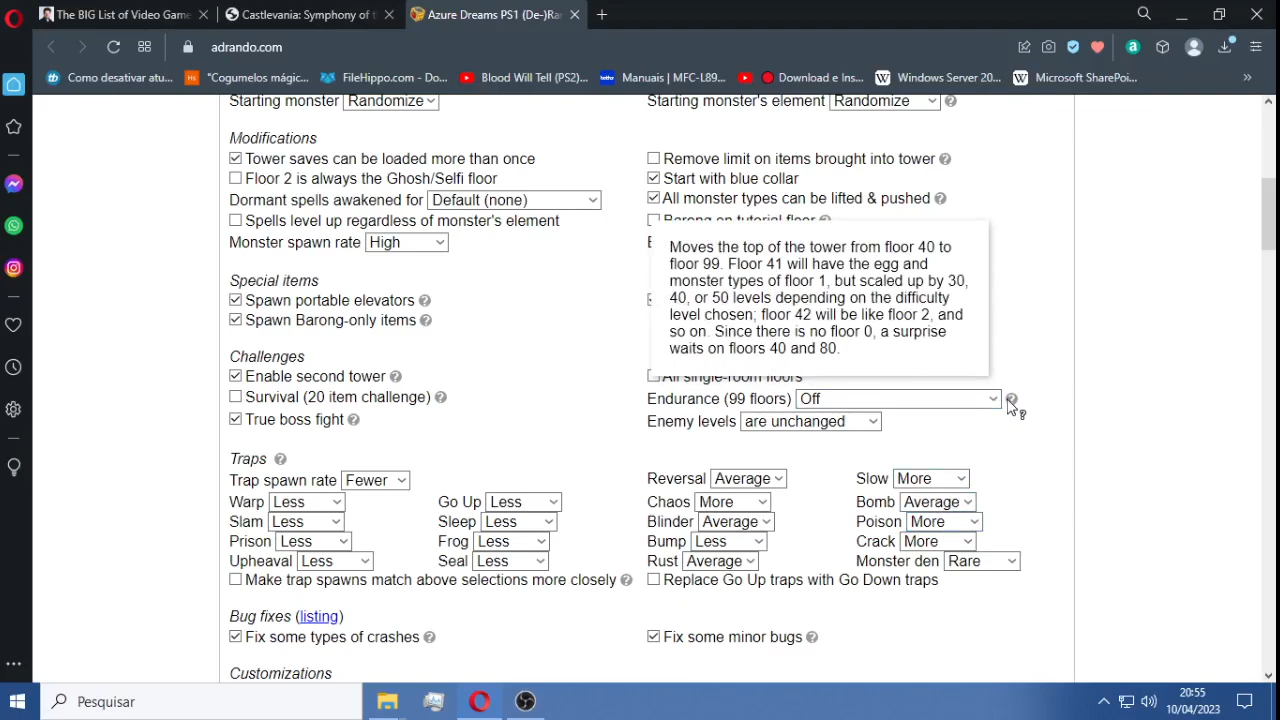 The BIG List of Video Game
Castlevania: Symphony of t
Azure Dreams PS1 (De-)Ra
adrando.com
Como desativar atu...
"Cogumelos mágic...
FileHippo.com - Do...
Blood Will Tell (PS2)...
Manuais | MFC-L89...
Download e Ins...
Windows Server 20...
Microsoft SharePoi...
Starting monster Randomize
Starting monster's element Randomize
Modifications
Tower saves can be loaded more than once
Remove limit on items brought into tower
Floor 2 is always the Ghosh/Selfi floor
Start with blue collar
Dormant spells awakened for Default (none)
All monster types can be lifted & pushed
Spells level up regardless of monster's element
Barong on tutorial floor
Monster spawn rate High
Moves the top of the tower from floor 40 to
floor 99. Floor 41 will have the egg and
monster types of floor 1, but scaled up by 30,
40, or 50 levels depending on the difficulty
level chosen; floor 42 will be like floor 2, and
so on. Since there is no floor 0, a surprise
waits on floors 40 and 80.
Special items
Spawn portable elevators
Spawn Barong-only items
Challenges
Enable second tower
All single-room floors
Survival (20 item challenge)
Endurance (99 floors) Off
True boss fight
Enemy levels are unchanged
Traps
Trap spawn rate Fewer
Reversal Average
Slow More
Warp Less
Go Up Less
Chaos More
Bomb Average
Slam Less
Sleep Less
Blinder Average
Poison More
Prison Less
Frog Less
Bump Less
Crack More
Upheaval Less
Seal Less
Rust Average
Monster den Rare
Make trap spawns match above selections more closely
Replace Go Up traps with Go Down traps
Bug fixes (listing)
Fix some types of crashes
Fix some minor bugs
Customizations
Pesquisar
20:55
10/04/2023